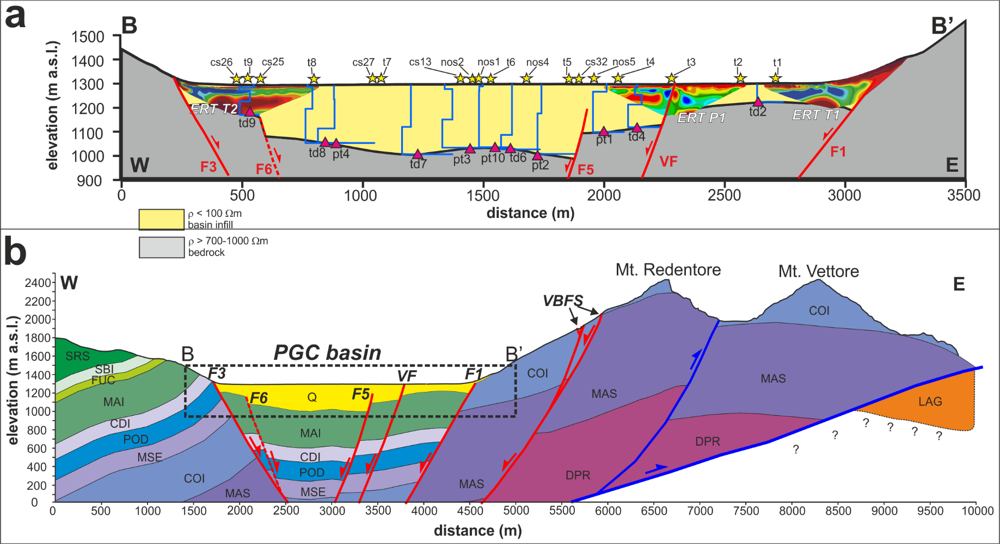 a
B
B’
1500
1400
1300
1200
1100
1000
900
elevation (m a.s.l.)
cs26 t9 cs25 t8 cs27 t7 cs13 nos2 nos1 t6 nos4 t5 cs32 nos5 t4 t3 t2 t1
ERT T2
ERT P1
ERT T1
td9
td8
pt4
td7
pt3
pt10
td6
pt2
pt1
td4
td2
W
F3
F6
F5
VF
F1
E
0 500 1000 1500 2000 2500 3000 3500
distance (m)
ρ < 100 Ωm
basin infill
ρ > 700-1000 Ωm
bedrock
b
W
Mt. Redentore
Mt. Vettore
E
2400
2200
2000
1800
1600
1400
1200
1000
800
600
400
200
0
elevation (m a.s.l.)
VBFS
PGC basin
B
B’
F3
VF
F1
F6
F5
Q
SRS
SBI
FUC
MAI
CDI
POD
MSE
COI
MAS
MAI
CDI
POD
MSE
COI
MAS
MAS
DPR
COI
MAS
DPR
LAG
? ? ? ? ? ?
0 500 1000 1500 2000 2500 3000 3500 4000 4500 5000 5500 6000 6500 7000 7500 8000 8500 9000 9500 10000
distance (m)